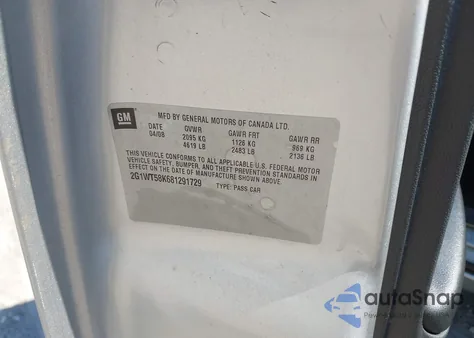 GM
MFD BY GENERAL MOTORS OF CANADA LTD.
DATE GVWR GAWR FRT GAWR RR
04/08 2095 KG 1126 KG 969 KG
4619 LB 2483 LB 2136 LB
THIS VEHICLE CONFORMS TO ALL APPLICABLE U.S. FEDERAL MOTOR
VEHICLE SAFETY, BUMPER, AND THEFT PREVENTION STANDARDS IN
EFFECT ON THE DATE OF MANUFACTURE SHOWN ABOVE.
2G1WT58K681291729 TYPE: PASS CAR
autoSnap